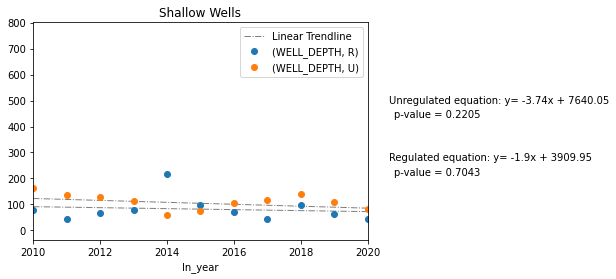 Shallow Wells
800
700
600
500
400
300
200
100
0
2010
2012
2014
2016
2018
2020
In_year
Linear Trendline
(WELL_DEPTH, R)
(WELL_DEPTH, U)
Unregulated equation: y= -3.74x + 7640.05
p-value = 0.2205
Regulated equation: y= -1.9x + 3909.95
p-value = 0.7043